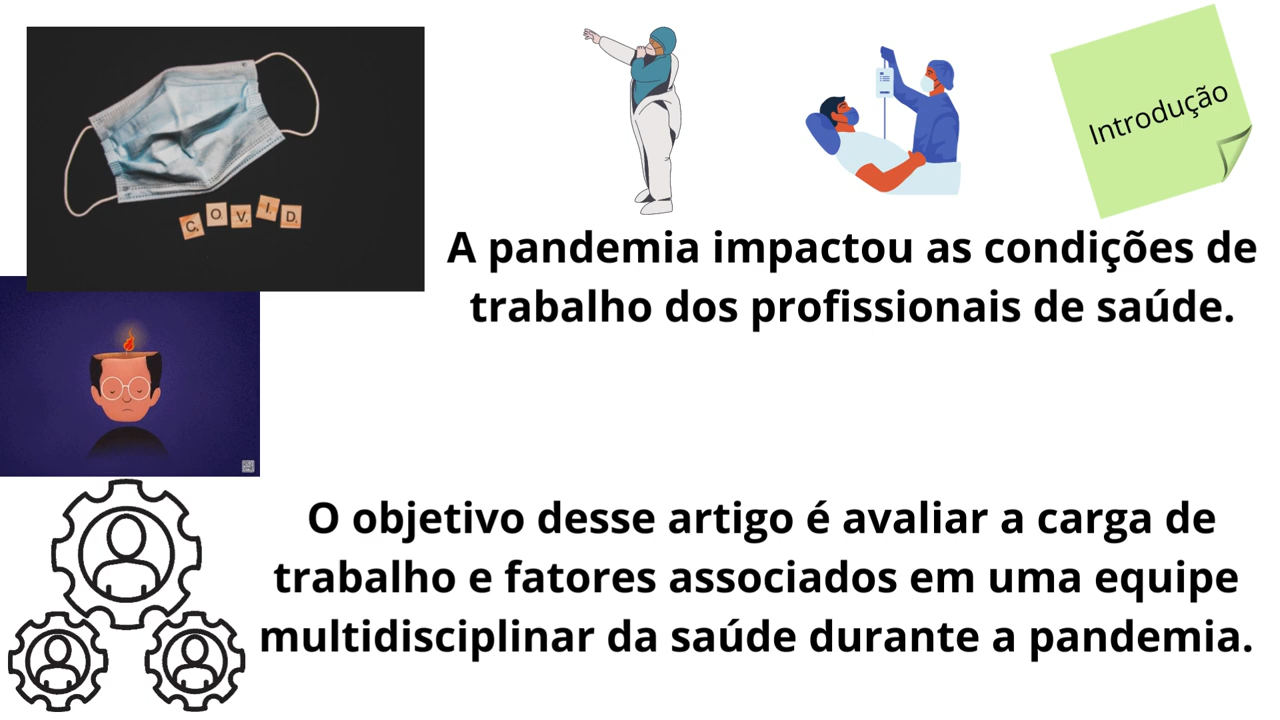 Introdução
COVID
A pandemia impactou as condições de
trabalho dos profissionais de saúde.
O objetivo desse artigo é avaliar a carga de
trabalho e fatores associados em uma equipe
multidisciplinar da saúde durante a pandemia.